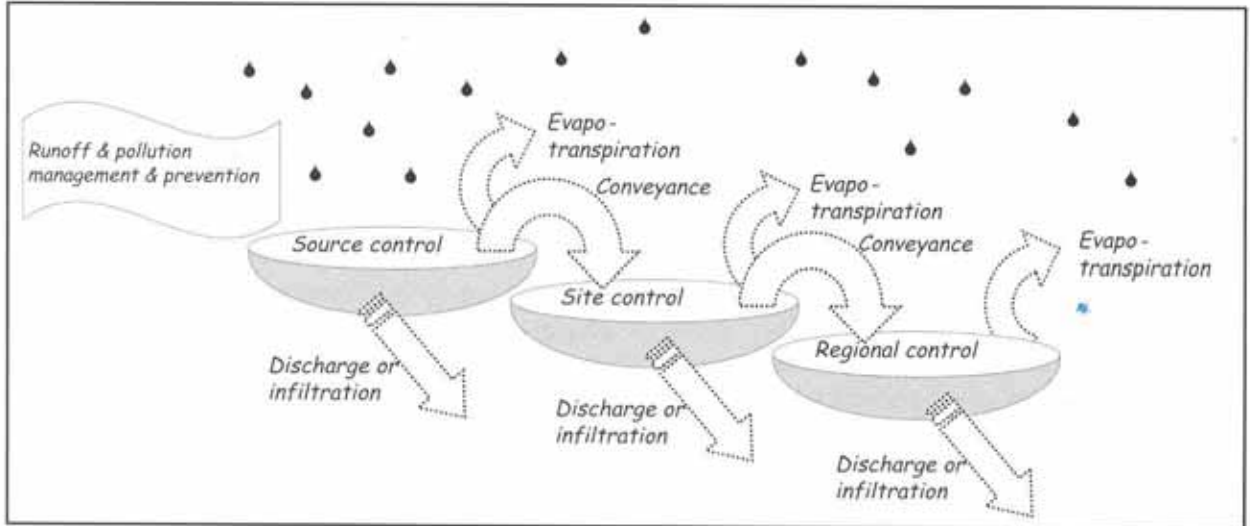 Runoff & pollution
management & prevention
Evapo -
transpiration
Conveyance
Source control
Discharge or
infiltration
Evapo -
transpiration
Conveyance
Site control
Discharge or
infiltration
Evapo -
transpiration
Regional control
Discharge or
infiltration